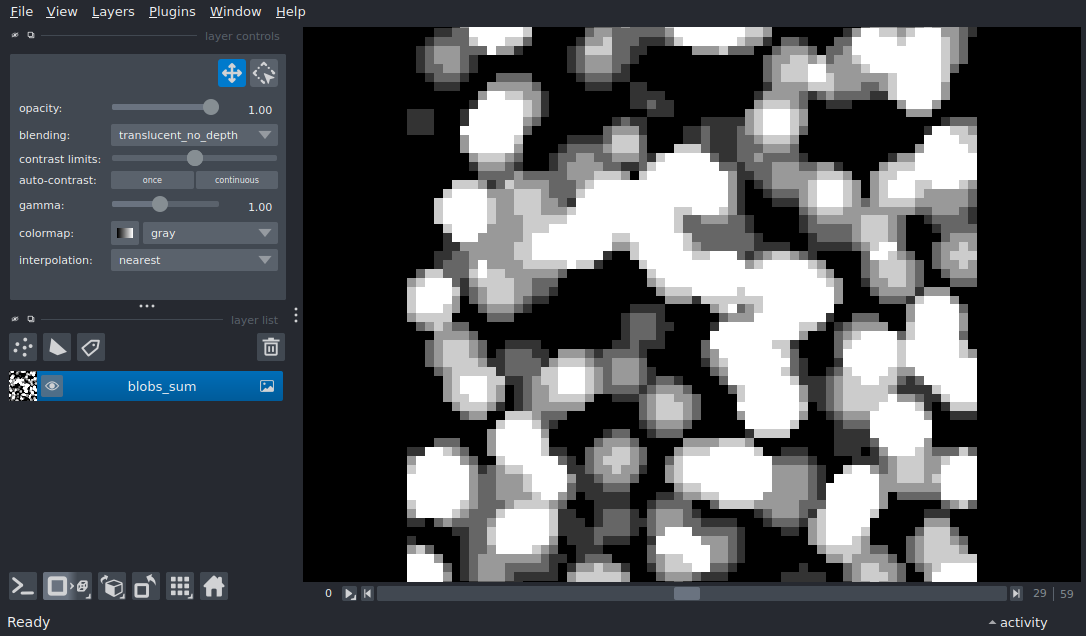 File View Layers Plugins Window Help
layer controls
opacity: 1.00
blending: translucent_no_depth
contrast limits:
auto-contrast: once continuous
gamma: 1.00
colormap: gray
interpolation: nearest
layer list
blobs_sum
0 29 59
Ready activity